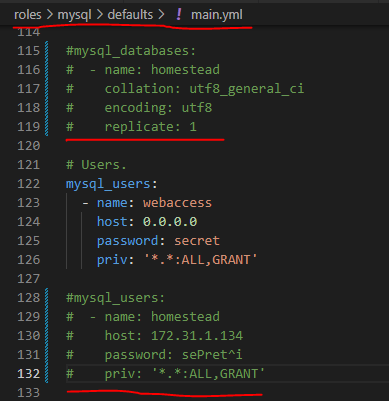 roles > mysql > defaults > ! main.yml
114
115 #mysql_databases:
116 #  - name: homestead
117 #    collation: utf8_general_ci
118 #    encoding: utf8
119 #    replicate: 1
120
121 # Users.
122 mysql_users:
123   - name: webaccess
124     host: 0.0.0.0
125     password: secret
126     priv: '*.*:ALL,GRANT'
127
128 #mysql_users:
129 #  - name: homestead
130 #    host: 172.31.1.134
131 #    password: sePret^i
132 #    priv: '*.*:ALL,GRANT'
133